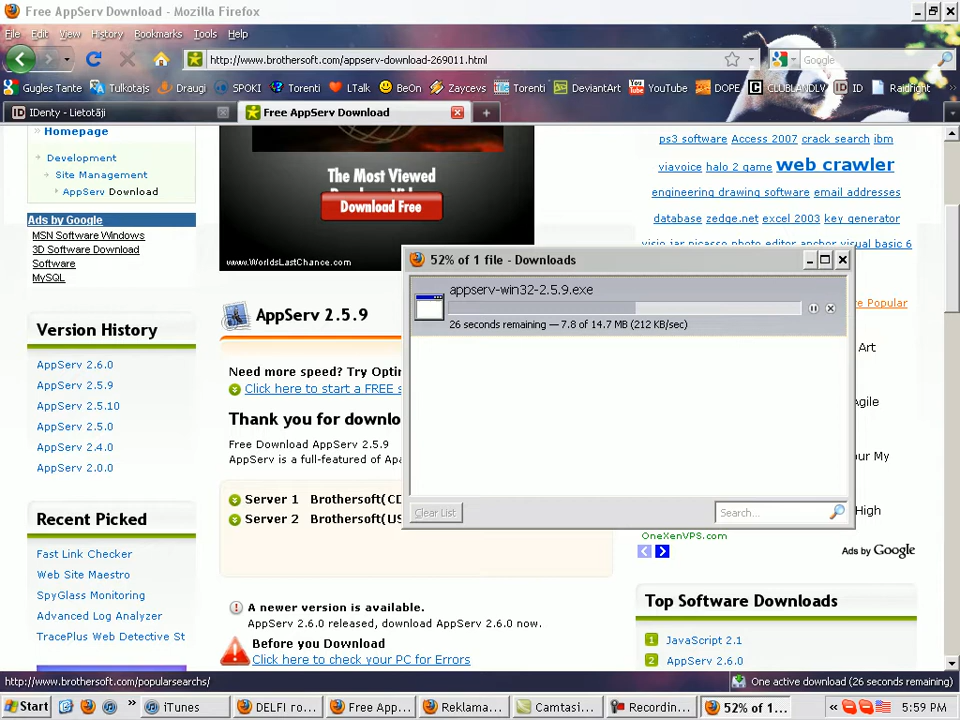 Free AppServ Download - Mozilla Firefox
File Edit View History Bookmarks Tools Help
http://www.brothersoft.com/appserv-download-269011.html
Google
Gugles Tante Tulkotajs Draugi SPOKI Torenti LTalk BeOn Zaycevs Torenti DeviantArt YouTube DOPE CLUBLANDLV ID Raidright
IDenty - Lietotāji
Free AppServ Download
Homepage
Development
Site Management
AppServ Download
Ads by Google
MSN Software Windows
3D Software Download
Software
MySQL
Version History
AppServ 2.6.0
AppServ 2.5.9
AppServ 2.5.10
AppServ 2.5.0
AppServ 2.4.0
AppServ 2.0.0
Recent Picked
Fast Link Checker
Web Site Maestro
SpyGlass Monitoring
Advanced Log Analyzer
TracePlus Web Detective St
The Most Viewed
Download Free
www.WorldsLastChance.com
AppServ 2.5.9
Need more speed? Try Opti
Click here to start a FREE s
Thank you for downlo
Free Download AppServ 2.5.9
AppServ is a full-featured of Apa
Server 1 Brothersoft(CD
Server 2 Brothersoft(US
A newer version is available.
AppServ 2.6.0 released, download AppServ 2.6.0 now.
Before you Download
Click here to check your PC for Errors
ps3 software Access 2007 crack search ibm
viavoice halo 2 game web crawler
engineering drawing software email addresses
database zedge.net excel 2003 key generator
visio jar picasso photo editor anchor visual basic 6
e Popular
Art
Agile
our My
High
52% of 1 file - Downloads
appserv-win32-2.5.9.exe
26 seconds remaining — 7.8 of 14.7 MB (212 KB/sec)
Clear List
Search...
OneXenVPS.com
Ads by Google
Top Software Downloads
1 JavaScript 2.1
2 AppServ 2.6.0
http://www.brothersoft.com/popularsearchs/
One active download (26 seconds remaining)
Start
iTunes
DELFI ro...
Free App...
Reklama...
Camtasi...
Recordin...
52% of 1...
5:59 PM